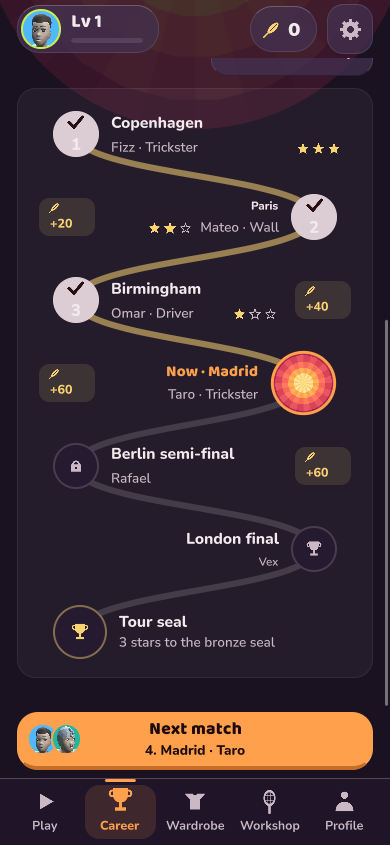 Lv 1
0
Copenhagen
1
Fizz · Trickster
Paris
+20
Mateo · Wall
2
Birmingham
3
Omar · Driver
+40
Now · Madrid
+60
Taro · Trickster
Berlin semi-final
Rafael
+60
London final
Vex
Tour seal
3 stars to the bronze seal
Next match
4. Madrid · Taro
Play
Career
Wardrobe
Workshop
Profile